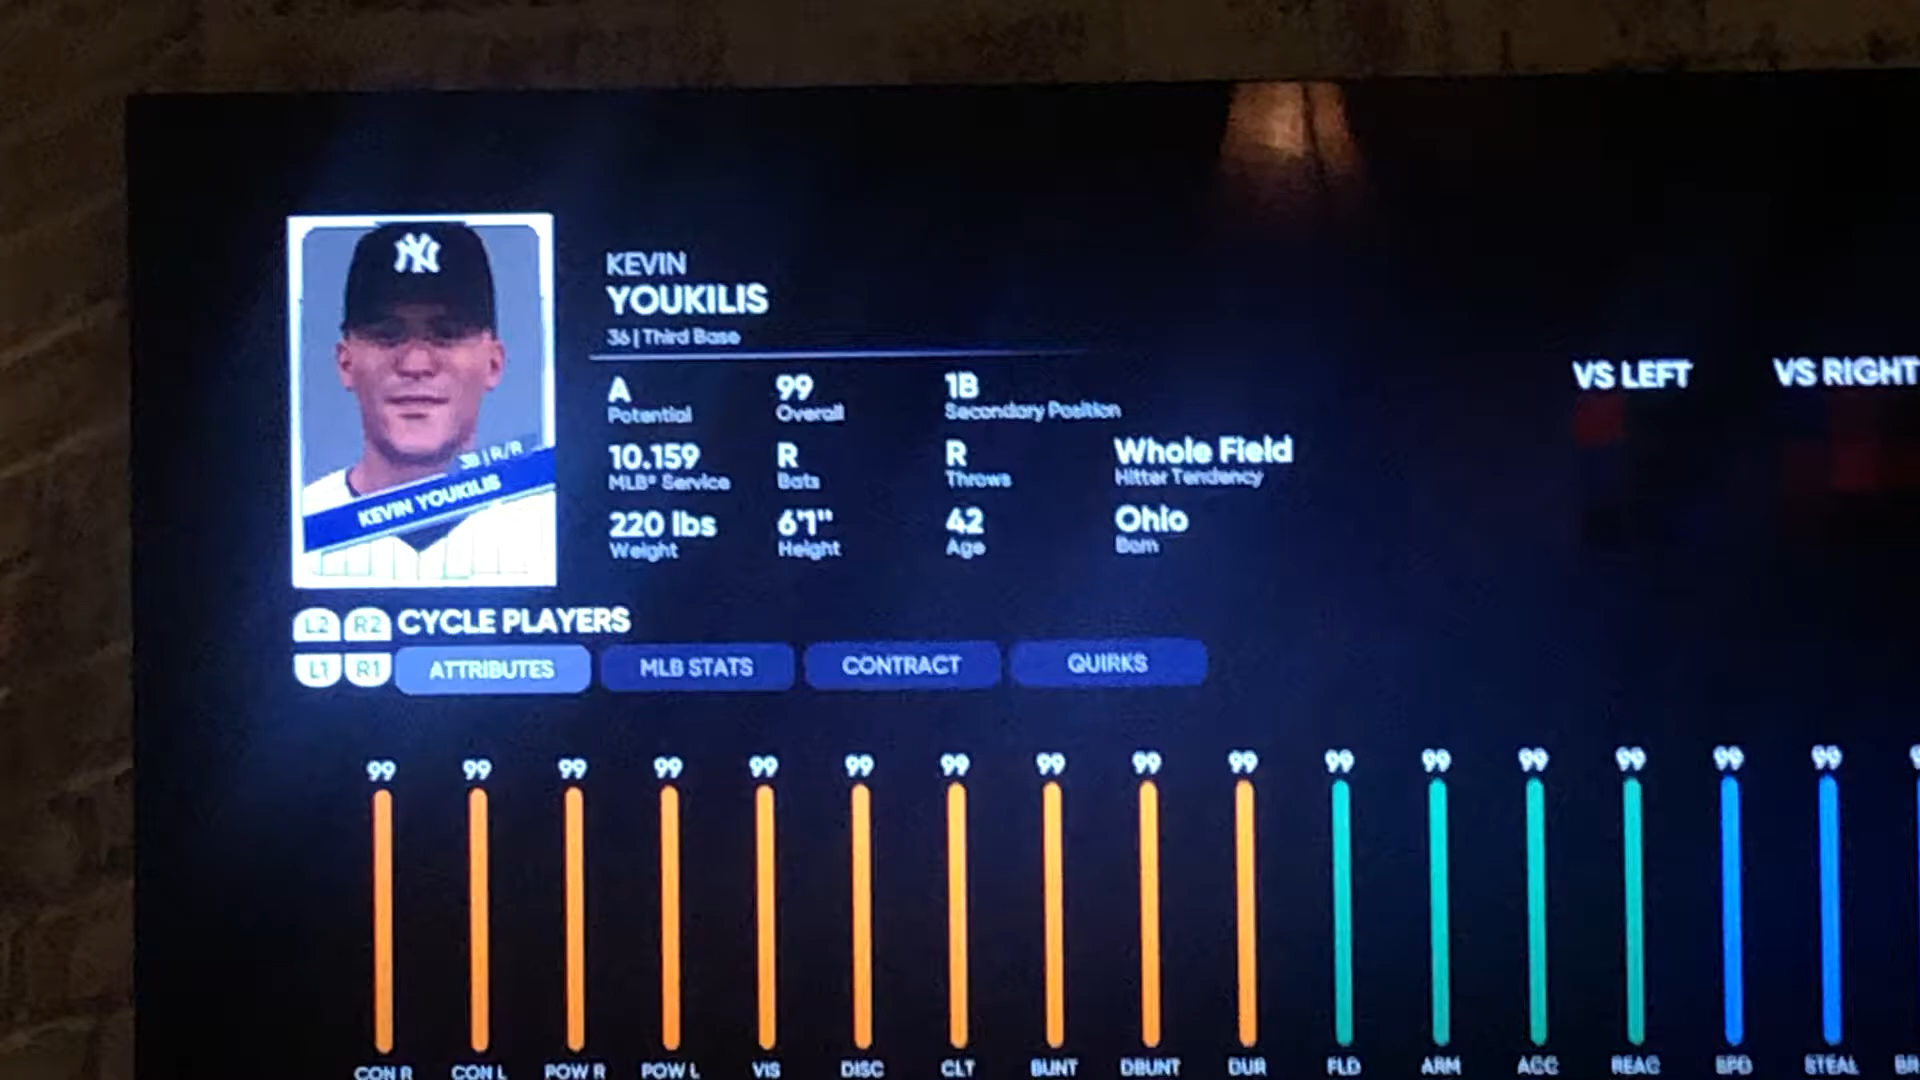 NY
KEVIN
YOUKILIS
36 | Third Base
A
Potential
99
Overall
1B
Secondary Position
10.159
MLB® Service
R
Bats
R
Throws
Whole Field
Hitter Tendency
220 lbs
Weight
6'1"
Height
42
Age
Ohio
Born
3B | R/R
KEVIN YOUKILIS
VS LEFT
VS RIGHT
L2 R2 CYCLE PLAYERS
L1 R1 ATTRIBUTES MLB STATS CONTRACT QUIRKS
99 99 99 99 99 99 99 99 99 99 99 99 99 99 99 99
CON R CON L POW R POW L VIS DISC CLT BUNT DBUNT DUR FLD ARM ACC REAC SPD STEAL